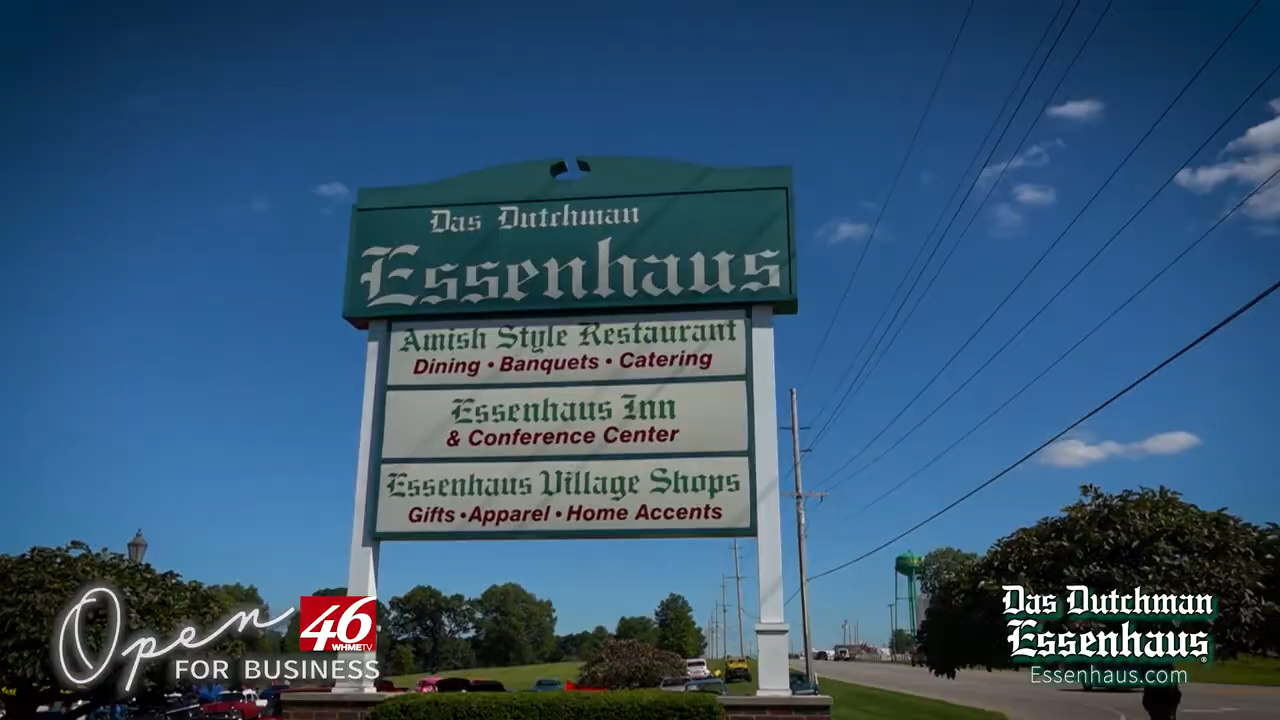 Das Dutchman
Essenhaus
Amish Style Restaurant
Dining • Banquets • Catering
Essenhaus Inn
& Conference Center
Essenhaus Village Shops
Gifts • Apparel • Home Accents
Open
FOR BUSINESS
46
WHMETV
Das Dutchman
Essenhaus®
Essenhaus.com